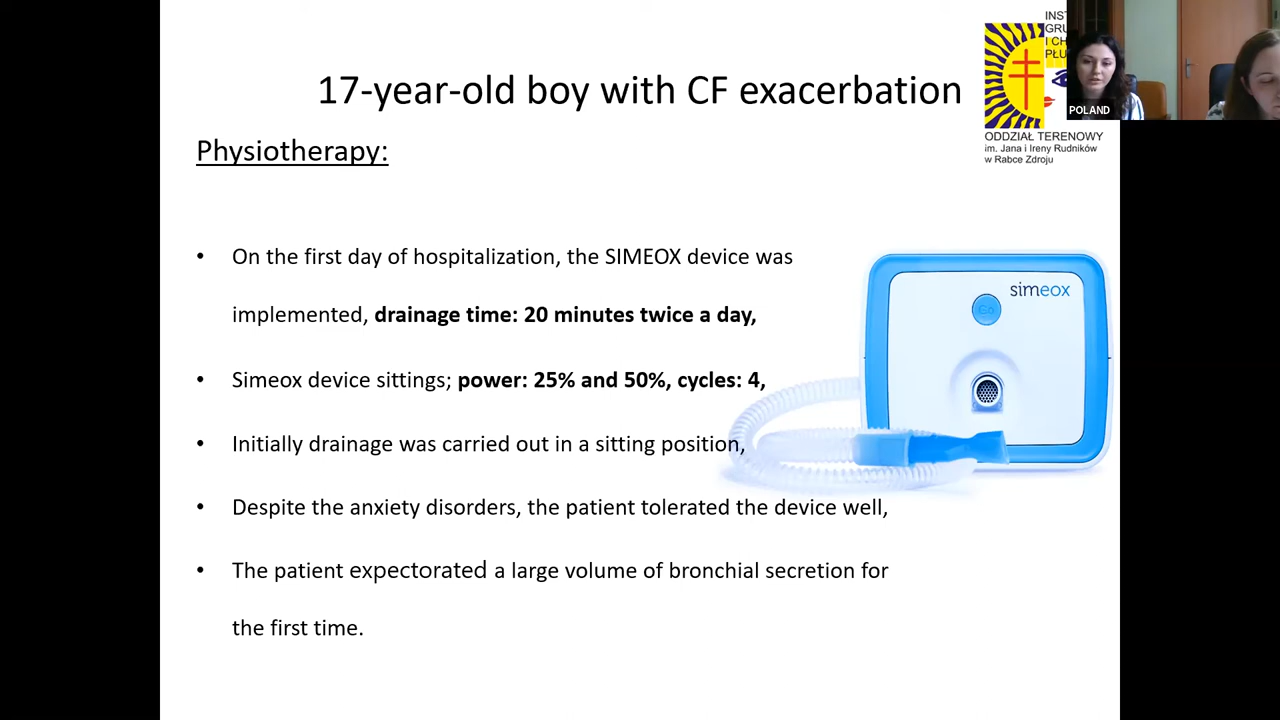 17-year-old boy with CF exacerbation
Physiotherapy:
• On the first day of hospitalization, the SIMEOX device was
implemented, drainage time: 20 minutes twice a day,
• Simeox device sittings; power: 25% and 50%, cycles: 4,
• Initially drainage was carried out in a sitting position,
• Despite the anxiety disorders, the patient tolerated the device well,
• The patient expectorated a large volume of bronchial secretion for
the first time.
simeox
Go
POLAND
ODDZIAŁ TERENOWY
im. Jana i Ireny Rudników
w Rabce Zdroju